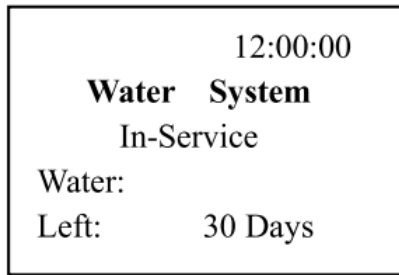 12:00:00
Water System
In-Service
Water:
Left: 30 Days